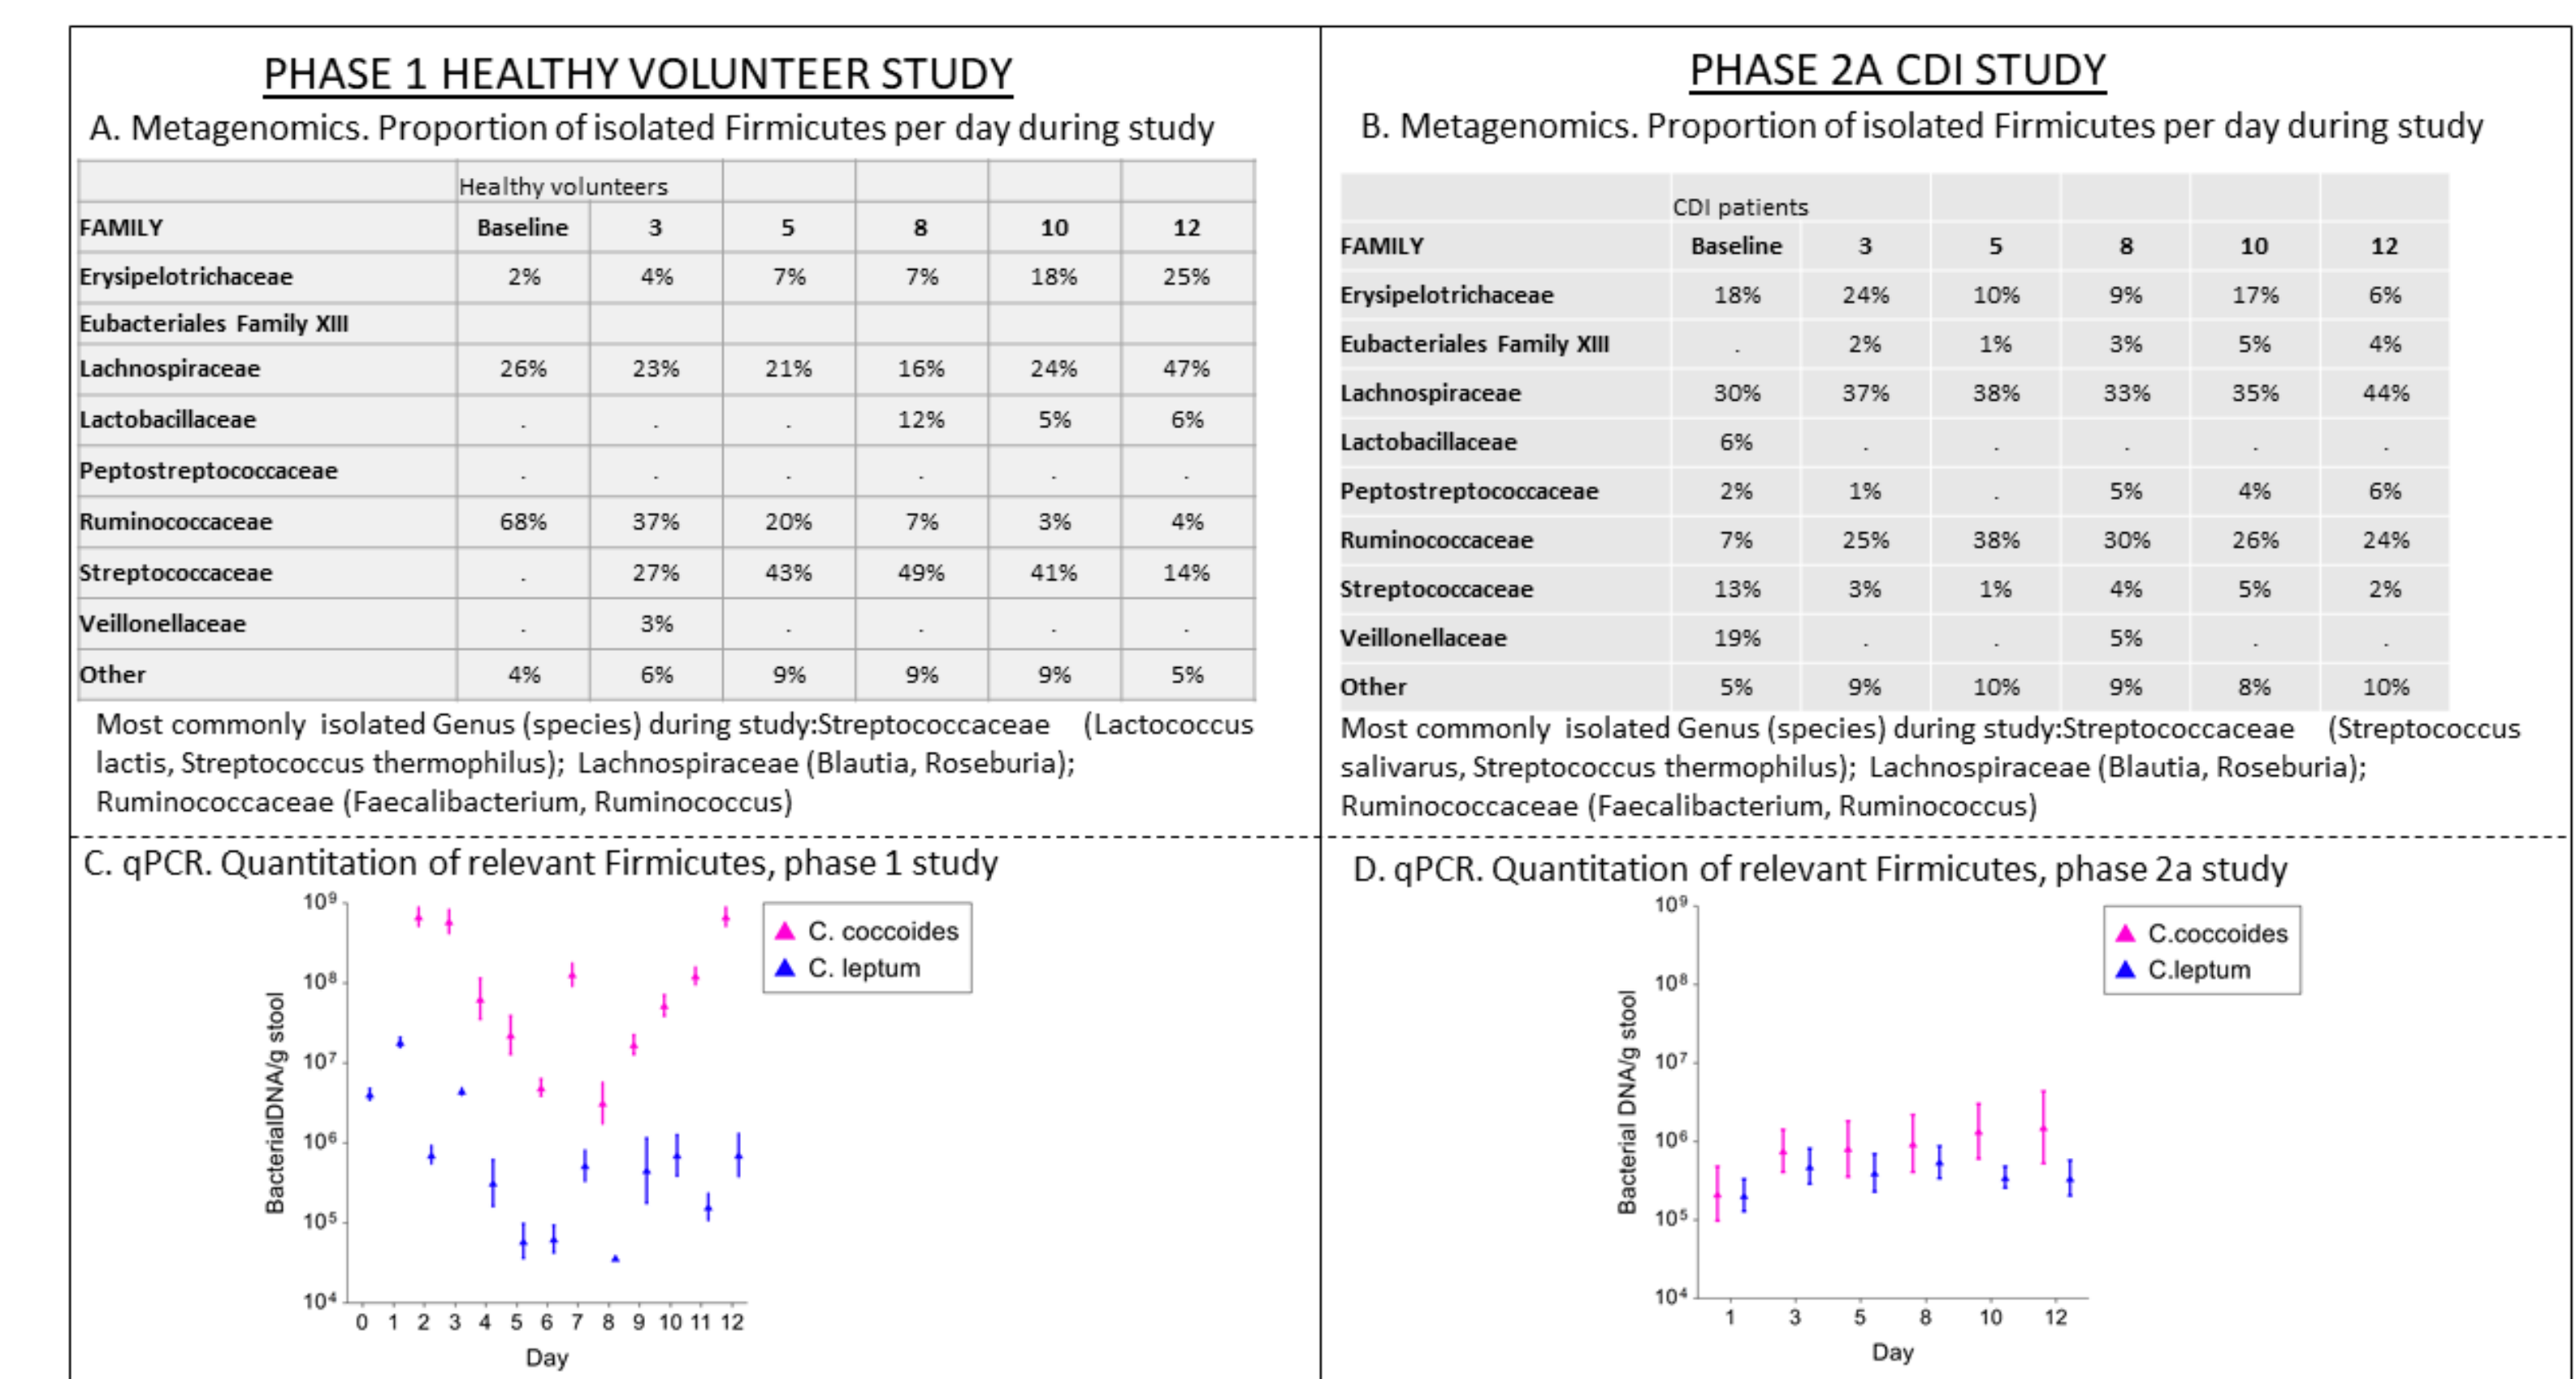 PHASE 1 HEALTHY VOLUNTEER STUDY
A. Metagenomics. Proportion of isolated Firmicutes per day during study
Healthy volunteers
FAMILY Baseline 3 5 8 10 12
Erysipelotrichaceae 2% 4% 7% 7% 18% 25%
Eubacteriales Family XIII
Lachnospiraceae 26% 23% 21% 16% 24% 47%
Lactobacillaceae . . . 12% 5% 6%
Peptostreptococcaceae . . . . . .
Ruminococcaceae 68% 37% 20% 7% 3% 4%
Streptococcaceae . 27% 43% 49% 41% 14%
Veillonellaceae . 3% . . . .
Other 4% 6% 9% 9% 9% 5%
Most commonly isolated Genus (species) during study:Streptococcaceae (Lactococcus
lactis, Streptococcus thermophilus); Lachnospiraceae (Blautia, Roseburia);
Ruminococcaceae (Faecalibacterium, Ruminococcus)
PHASE 2A CDI STUDY
B. Metagenomics. Proportion of isolated Firmicutes per day during study
CDI patients
FAMILY Baseline 3 5 8 10 12
Erysipelotrichaceae 18% 24% 10% 9% 17% 6%
Eubacteriales Family XIII . 2% 1% 3% 5% 4%
Lachnospiraceae 30% 37% 38% 33% 35% 44%
Lactobacillaceae 6% . . . . .
Peptostreptococcaceae 2% 1% . 5% 4% 6%
Ruminococcaceae 7% 25% 38% 30% 26% 24%
Streptococcaceae 13% 3% 1% 4% 5% 2%
Veillonellaceae 19% . . 5% . .
Other 5% 9% 10% 9% 8% 10%
Most commonly isolated Genus (species) during study:Streptococcaceae (Streptococcus
salivarus, Streptococcus thermophilus); Lachnospiraceae (Blautia, Roseburia);
Ruminococcaceae (Faecalibacterium, Ruminococcus)
C. qPCR. Quantitation of relevant Firmicutes, phase 1 study
BacterialDNA/g stool
10⁹
10⁸
10⁷
10⁶
10⁵
10⁴
0 1 2 3 4 5 6 7 8 9 10 11 12
Day
C. coccoides
C. leptum
D. qPCR. Quantitation of relevant Firmicutes, phase 2a study
Bacterial DNA/g stool
10⁹
10⁸
10⁷
10⁶
10⁵
10⁴
1 3 5 8 10 12
Day
C.coccoides
C.leptum